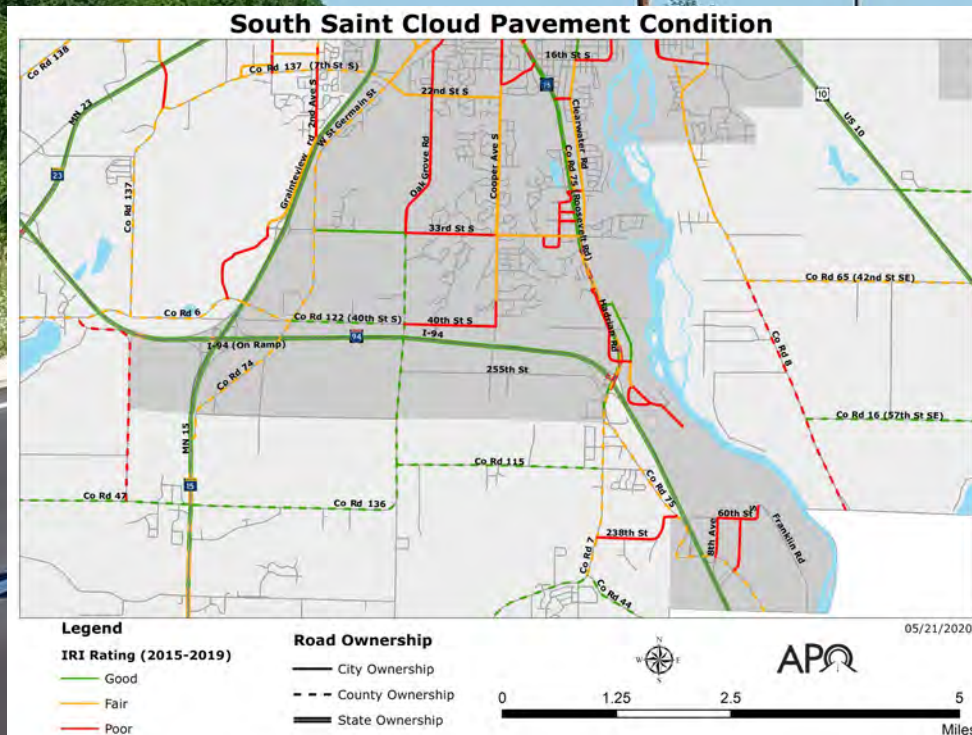 South Saint Cloud Pavement Condition
Co Rd 138
MN 23
23
Co Rd 137
Co Rd 137 (7th St S)
2nd Ave S
W St Germain St
22nd St S
Oak Grove Rd
Cooper Ave S
16th St S
75
Clearwater Rd
Co Rd 75 (Roosevelt Rd)
10
US 10
33rd St S
Co Rd 65 (42nd St SE)
Co Rd 6
Co Rd 122 (40th St S)
40th St S
I-94
94
I-94 (On Ramp)
Co Rd 74
255th St
Co Rd 8
Co Rd 16 (57th St SE)
MN 15
15
Co Rd 47
Co Rd 136
Co Rd 115
Co Rd 75
238th St
Co Rd 7
Co Rd 44
8th Ave
60th St S
Franklin Rd
05/21/2020
Legend
IRI Rating (2015-2019)
Good
Fair
Poor
Road Ownership
City Ownership
County Ownership
State Ownership
N
W
E
S
APO
0 1.25 2.5 5
Miles